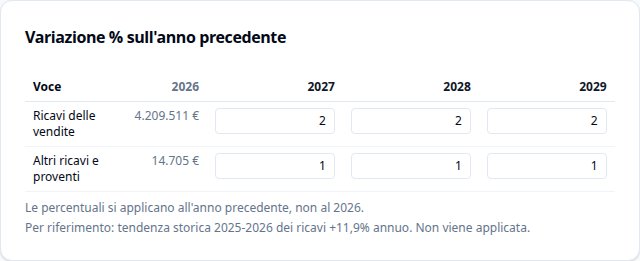 Variazione % sull'anno precedente
Voce 2026 2027 2028 2029
Ricavi delle vendite 4.209.511 € 2 2 2
Altri ricavi e proventi 14.705 € 1 1 1
Le percentuali si applicano all'anno precedente, non al 2026.
Per riferimento: tendenza storica 2025-2026 dei ricavi +11,9% annuo. Non viene applicata.